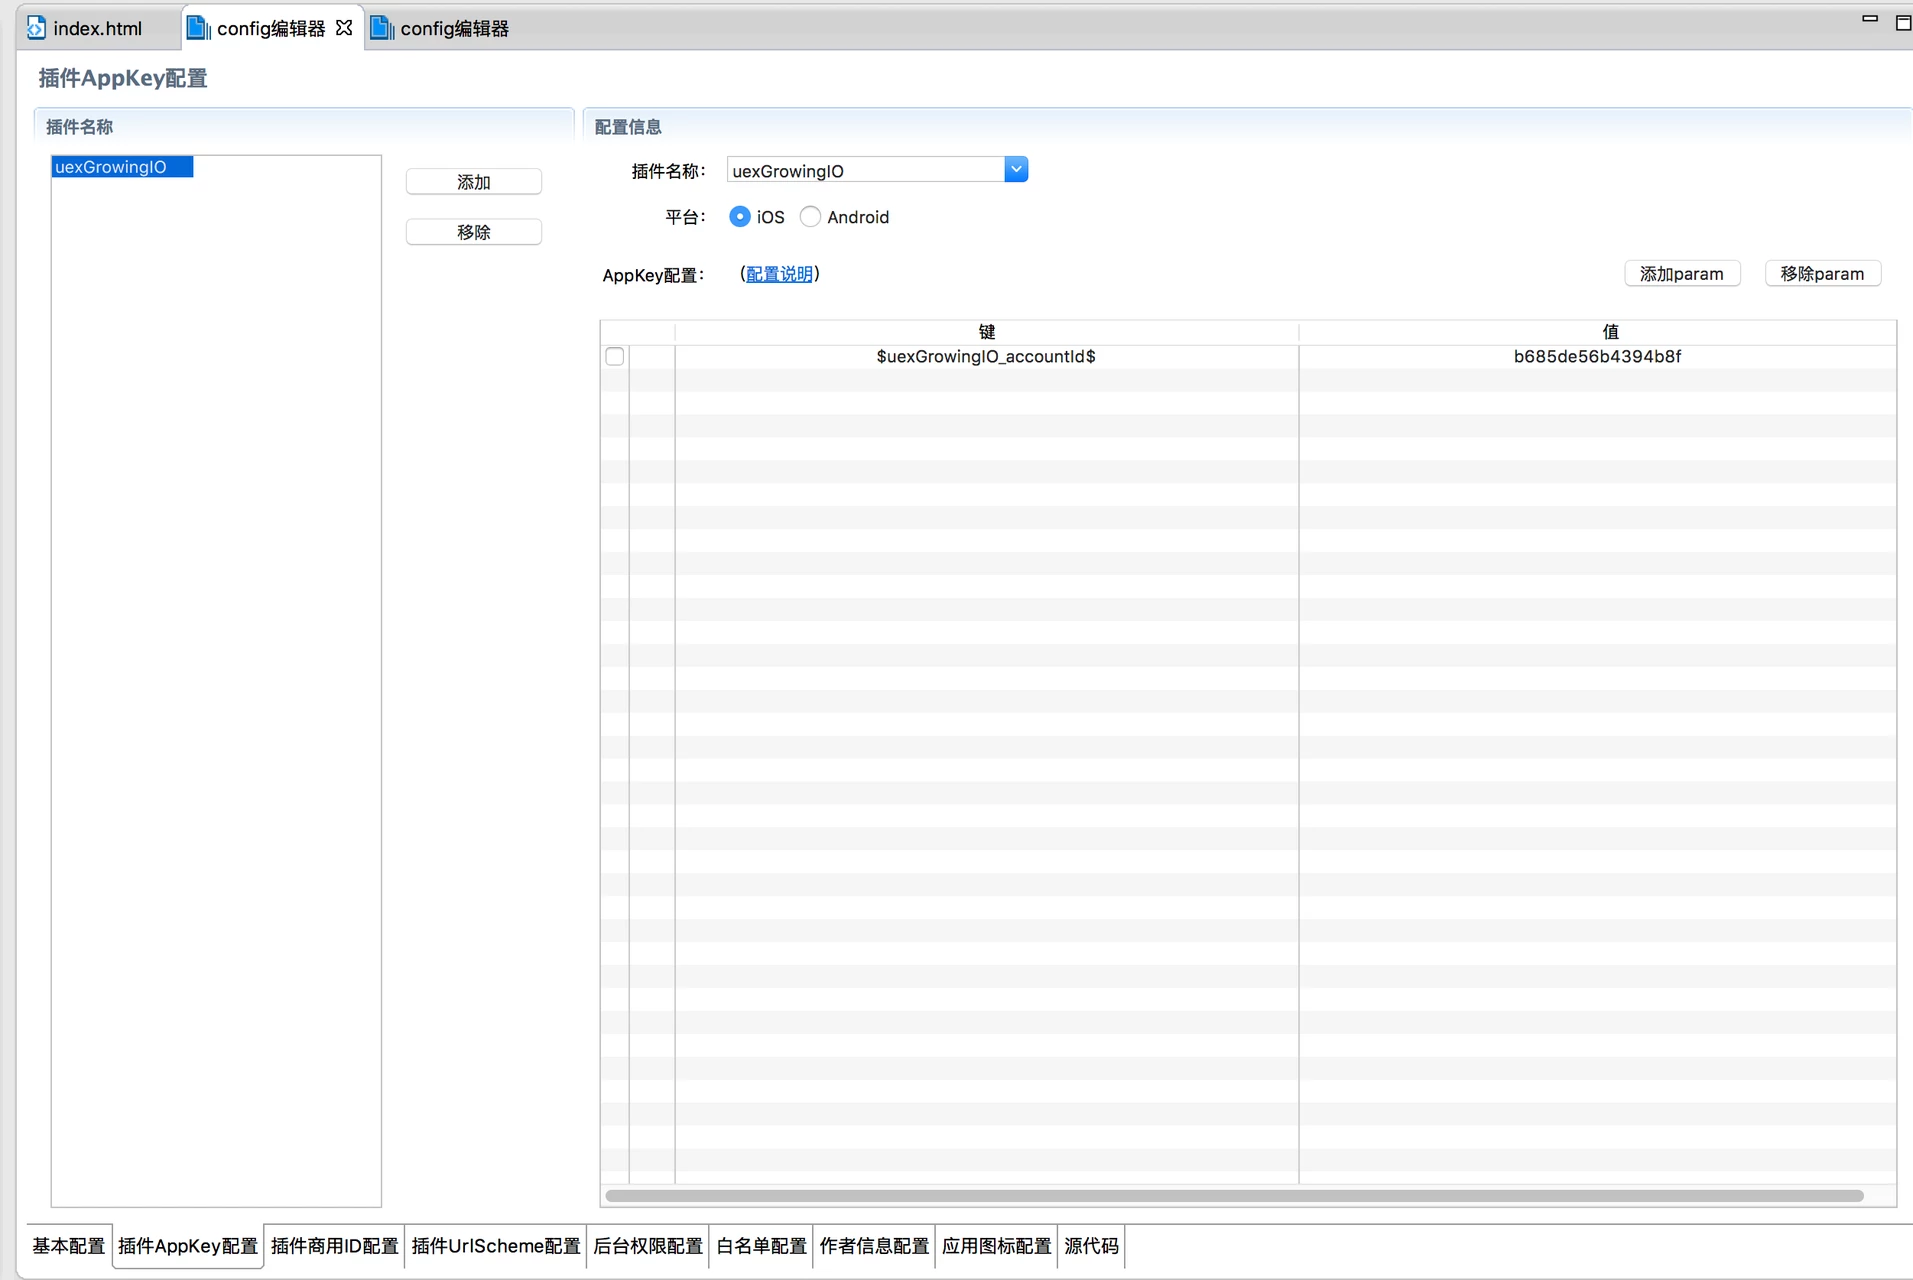 index.html config编辑器 config编辑器
插件AppKey配置
插件名称 配置信息
uexGrowingIO
添加
移除
插件名称： uexGrowingIO
平台： iOS Android
AppKey配置： (配置说明) 添加param 移除param
键 值
$uexGrowingIO_accountId$ b685de56b4394b8f
基本配置 插件AppKey配置 插件商用ID配置 插件UrlScheme配置 后台权限配置 白名单配置 作者信息配置 应用图标配置 源代码